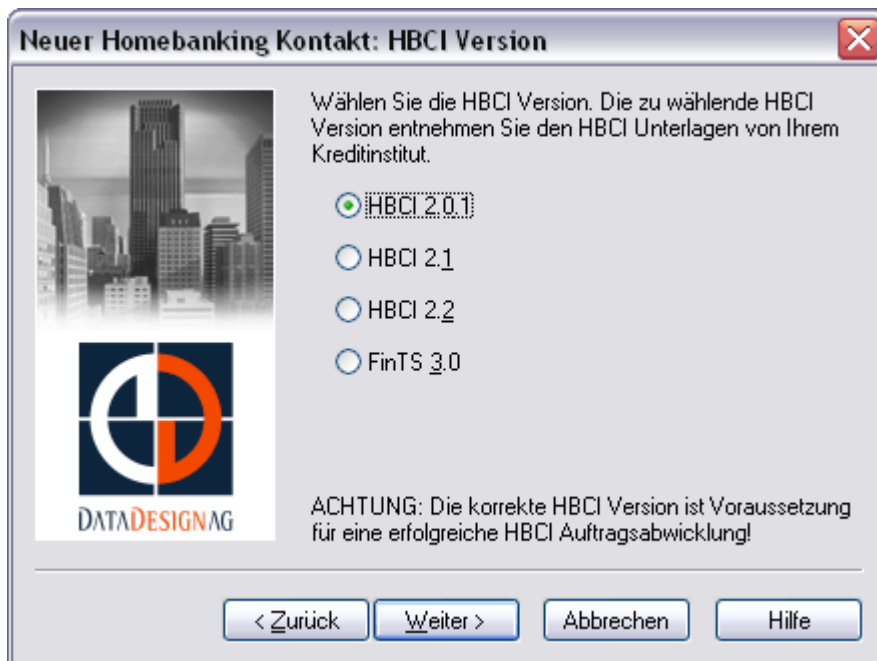 Neuer Homebanking Kontakt: HBCI Version
Wählen Sie die HBCI Version. Die zu wählende HBCI
Version entnehmen Sie den HBCI Unterlagen von Ihrem
Kreditinstitut.
HBCI 2.0.1
HBCI 2.1
HBCI 2.2
FinTS 3.0
DATADESIGNAG
ACHTUNG: Die korrekte HBCI Version ist Voraussetzung
für eine erfolgreiche HBCI Auftragsabwicklung!
< Zurück
Weiter >
Abbrechen
Hilfe